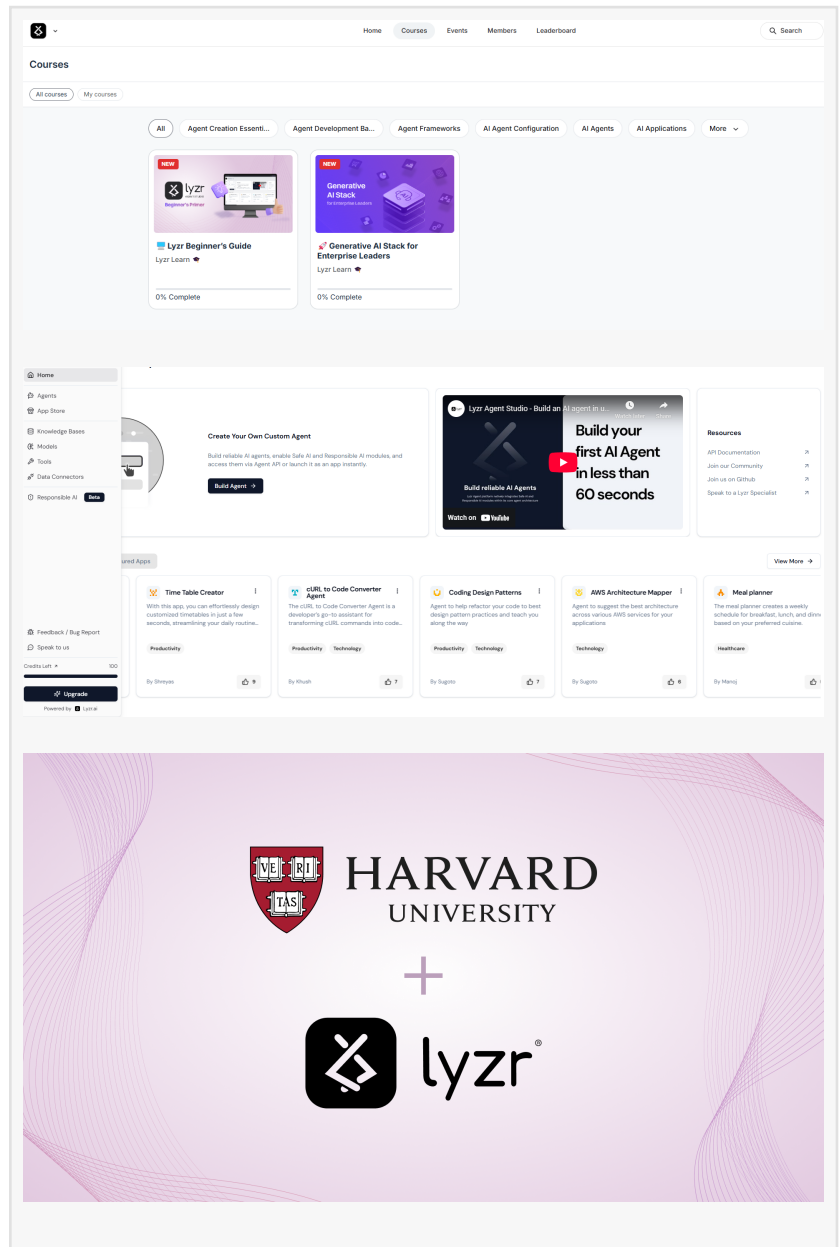 Home Courses Events Members Leaderboard Search
Courses
All courses My courses
All Agent Creation Essenti... Agent Development Ba... Agent Frameworks AI Agent Configuration AI Agents AI Applications More
NEW
lyzr
Beginner's Primer
NEW
Generative
AI Stack
for Enterprise Leaders
Lyzr Beginner's Guide
Lyzr Learn
0% Complete
Generative AI Stack for
Enterprise Leaders
Lyzr Learn
0% Complete
Home
Agents
App Store
Knowledge Bases
Models
Tools
Data Connectors
Responsible AI Beta
Feedback / Bug Report
Speak to us
Credits Left 100
Upgrade
Powered by Lyzr.ai
Create Your Own Custom Agent
Build reliable AI agents, enable Safe AI and Responsible AI modules, and
access them via Agent API or launch it as an app instantly.
Build Agent
Lyzr Agent Studio - Build an AI agent in u...
Watch later Share
Build reliable AI Agents
Build your
first AI Agent
in less than
60 seconds
Watch on YouTube
Resources
API Documentation
Join our Community
Join us on Github
Speak to a Lyzr Specialist
ured Apps
View More
Time Table Creator
With this app, you can effortlessly design
customized timetables in just a few
seconds, streamlining your daily routine...
Productivity
By Shreyas 9
cURL to Code Converter
Agent
The cURL to Code Converter Agent is a
developer's go-to assistant for
transforming cURL commands into code...
Productivity Technology
By Khush 7
Coding Design Patterns
Agent to help refactor your code to best
design pattern practices and teach you
along the way
Productivity Technology
By Sugoto 7
AWS Architecture Mapper
Agent to suggest the best architecture
across various AWS services for your
applications
Technology
By Sugoto 6
Meal planner
The meal planner creates a weekly
schedule for breakfast, lunch, and dinn
based on your preferred cuisine.
Healthcare
By Manoj
VE RI
TAS
HARVARD
UNIVERSITY
+
lyzr®